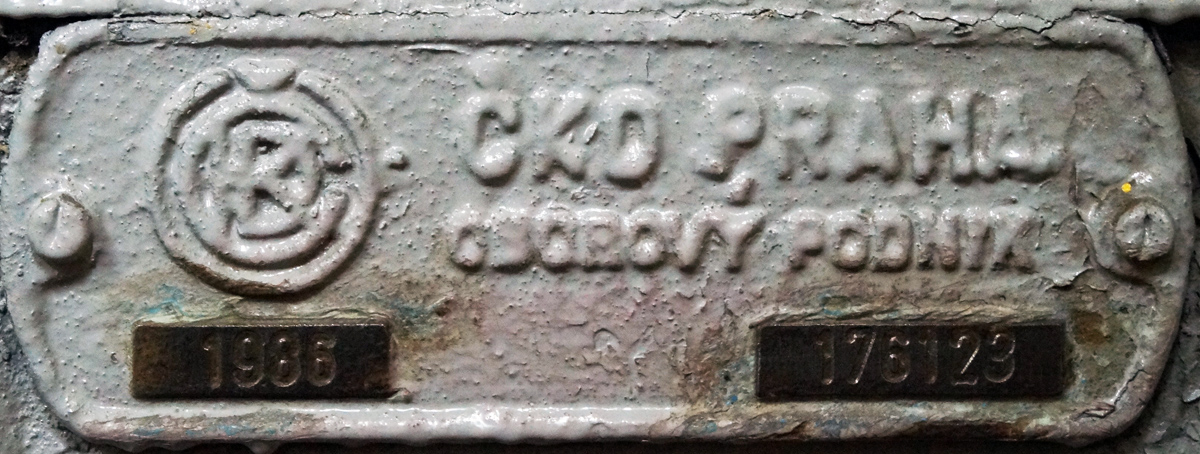 ČKD PRAHA
OBOROVÝ PODNIK
1986
176123